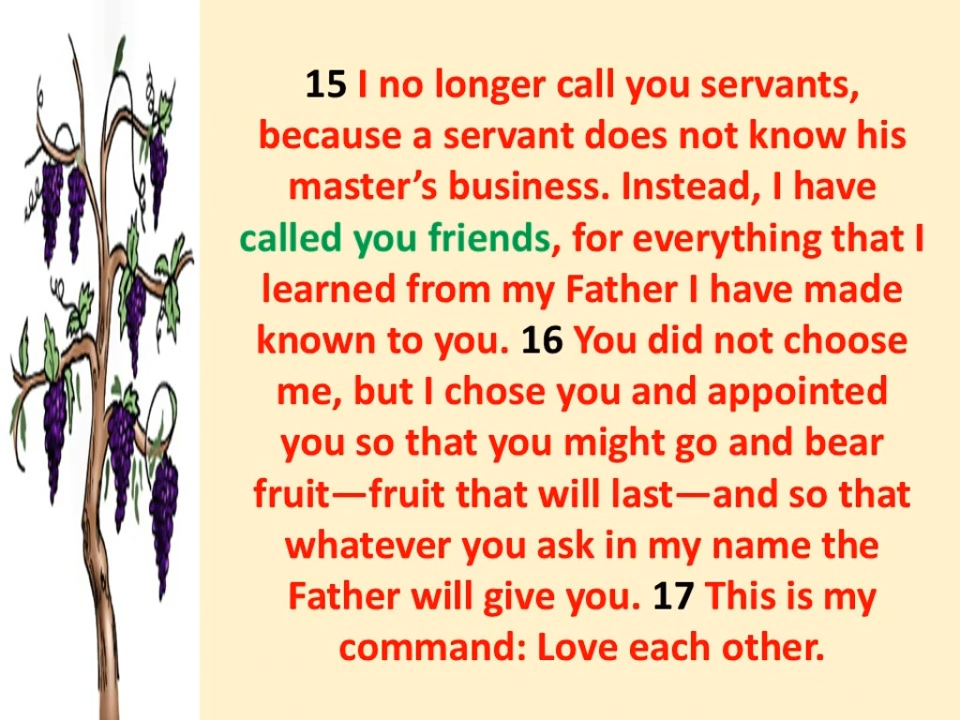 15 I no longer call you servants,
because a servant does not know his
master’s business. Instead, I have
called you friends, for everything that I
learned from my Father I have made
known to you. 16 You did not choose
me, but I chose you and appointed
you so that you might go and bear
fruit—fruit that will last—and so that
whatever you ask in my name the
Father will give you. 17 This is my
command: Love each other.